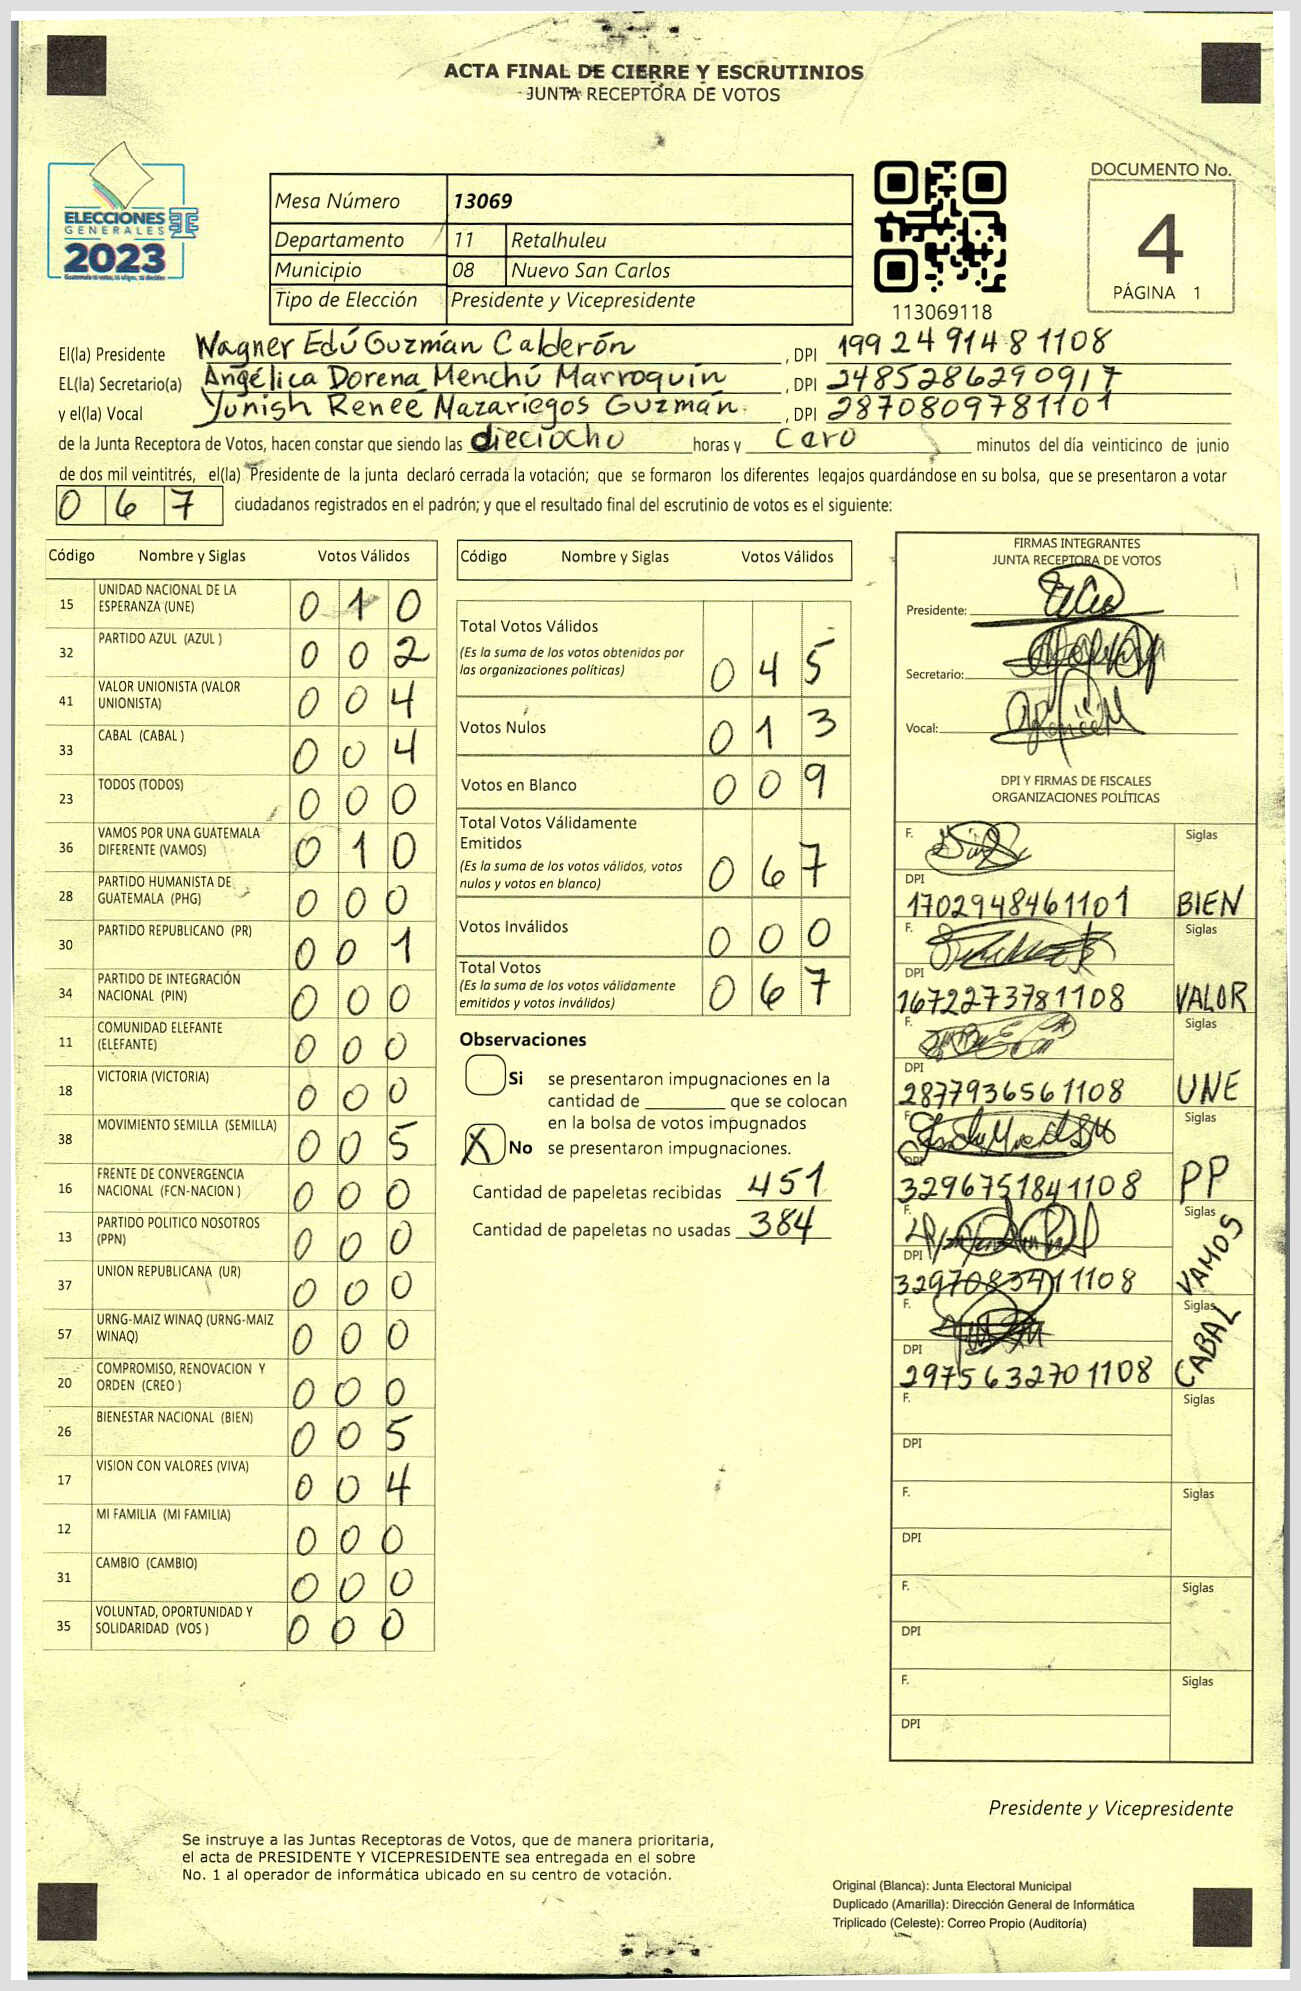 ACTA FINAL DE CIERRE Y ESCRUTINIOS
JUNTA RECEPTORA DE VOTOS
ELECCIONES
GENERALES
2023
Mesa Número 13069
Departamento 11 Retalhuleu
Municipio 08 Nuevo San Carlos
Tipo de Elección Presidente y Vicepresidente
113069118
DOCUMENTO No.
4
PÁGINA 1
El(la) Presidente Wagner Edú Guzmán Calderón, DPI 1992491481108
EL(la) Secretario(a) Angélica Dorena Menchú Marroquín, DPI 2485286290917
y el(la) Vocal Yunish Reneé Mazariegos Guzmán, DPI 2870809781101
de la Junta Receptora de Votos, hacen constar que siendo las dieciocho horas y cero minutos del día veinticinco de junio
de dos mil veintitrés, el(la) Presidente de la junta declaró cerrada la votación; que se formaron los diferentes legajos guardándose en su bolsa, que se presentaron a votar
0 6 7 ciudadanos registrados en el padrón; y que el resultado final del escrutinio de votos es el siguiente:
Código Nombre y Siglas Votos Válidos
15 UNIDAD NACIONAL DE LA ESPERANZA (UNE) 0 1 0
32 PARTIDO AZUL (AZUL ) 0 0 2
41 VALOR UNIONISTA (VALOR UNIONISTA) 0 0 4
33 CABAL (CABAL ) 0 0 4
23 TODOS (TODOS) 0 0 0
36 VAMOS POR UNA GUATEMALA DIFERENTE (VAMOS) 0 1 0
28 PARTIDO HUMANISTA DE GUATEMALA (PHG) 0 0 0
30 PARTIDO REPUBLICANO (PR) 0 0 1
34 PARTIDO DE INTEGRACIÓN NACIONAL (PIN) 0 0 0
11 COMUNIDAD ELEFANTE (ELEFANTE) 0 0 0
18 VICTORIA (VICTORIA) 0 0 0
38 MOVIMIENTO SEMILLA (SEMILLA) 0 0 5
16 FRENTE DE CONVERGENCIA NACIONAL (FCN-NACION ) 0 0 0
13 PARTIDO POLITICO NOSOTROS (PPN) 0 0 0
37 UNION REPUBLICANA (UR) 0 0 0
57 URNG-MAIZ WINAQ (URNG-MAIZ WINAQ) 0 0 0
20 COMPROMISO, RENOVACION Y ORDEN (CREO ) 0 0 0
26 BIENESTAR NACIONAL (BIEN) 0 0 5
17 VISION CON VALORES (VIVA) 0 0 4
12 MI FAMILIA (MI FAMILIA) 0 0 0
31 CAMBIO (CAMBIO) 0 0 0
35 VOLUNTAD, OPORTUNIDAD Y SOLIDARIDAD (VOS ) 0 0 0
Código Nombre y Siglas Votos Válidos
Total Votos Válidos
(Es la suma de los votos obtenidos por
las organizaciones políticas) 0 4 5
Votos Nulos 0 1 3
Votos en Blanco 0 0 9
Total Votos Válidamente
Emitidos
(Es la suma de los votos válidos, votos
nulos y votos en blanco) 0 6 7
Votos Inválidos 0 0 0
Total Votos
(Es la suma de los votos válidamente
emitidos y votos inválidos) 0 6 7
Observaciones
Si se presentaron impugnaciones en la
cantidad de ________ que se colocan
en la bolsa de votos impugnados
X No se presentaron impugnaciones.
Cantidad de papeletas recibidas 451
Cantidad de papeletas no usadas 384
FIRMAS INTEGRANTES
JUNTA RECEPTORA DE VOTOS
Presidente:
Secretario:
Vocal:
DPI Y FIRMAS DE FISCALES
ORGANIZACIONES POLÍTICAS
F. Siglas
DPI
1702948461101 BIEN
F. Siglas
DPI
1672273781108 VALOR
F. Siglas
DPI
2877936561108 UNE
F. Siglas
DPI
3296751841108 PP
F. Siglas
DPI
3297083411108 VAMOS
F. Siglas
DPI
2975632701108 CABAL
F. Siglas
DPI
F. Siglas
DPI
F. Siglas
DPI
F. Siglas
DPI
Presidente y Vicepresidente
Se instruye a las Juntas Receptoras de Votos, que de manera prioritaria,
el acta de PRESIDENTE Y VICEPRESIDENTE sea entregada en el sobre
No. 1 al operador de informática ubicado en su centro de votación.
Original (Blanca): Junta Electoral Municipal
Duplicado (Amarilla): Dirección General de Informática
Triplicado (Celeste): Correo Propio (Auditoría)